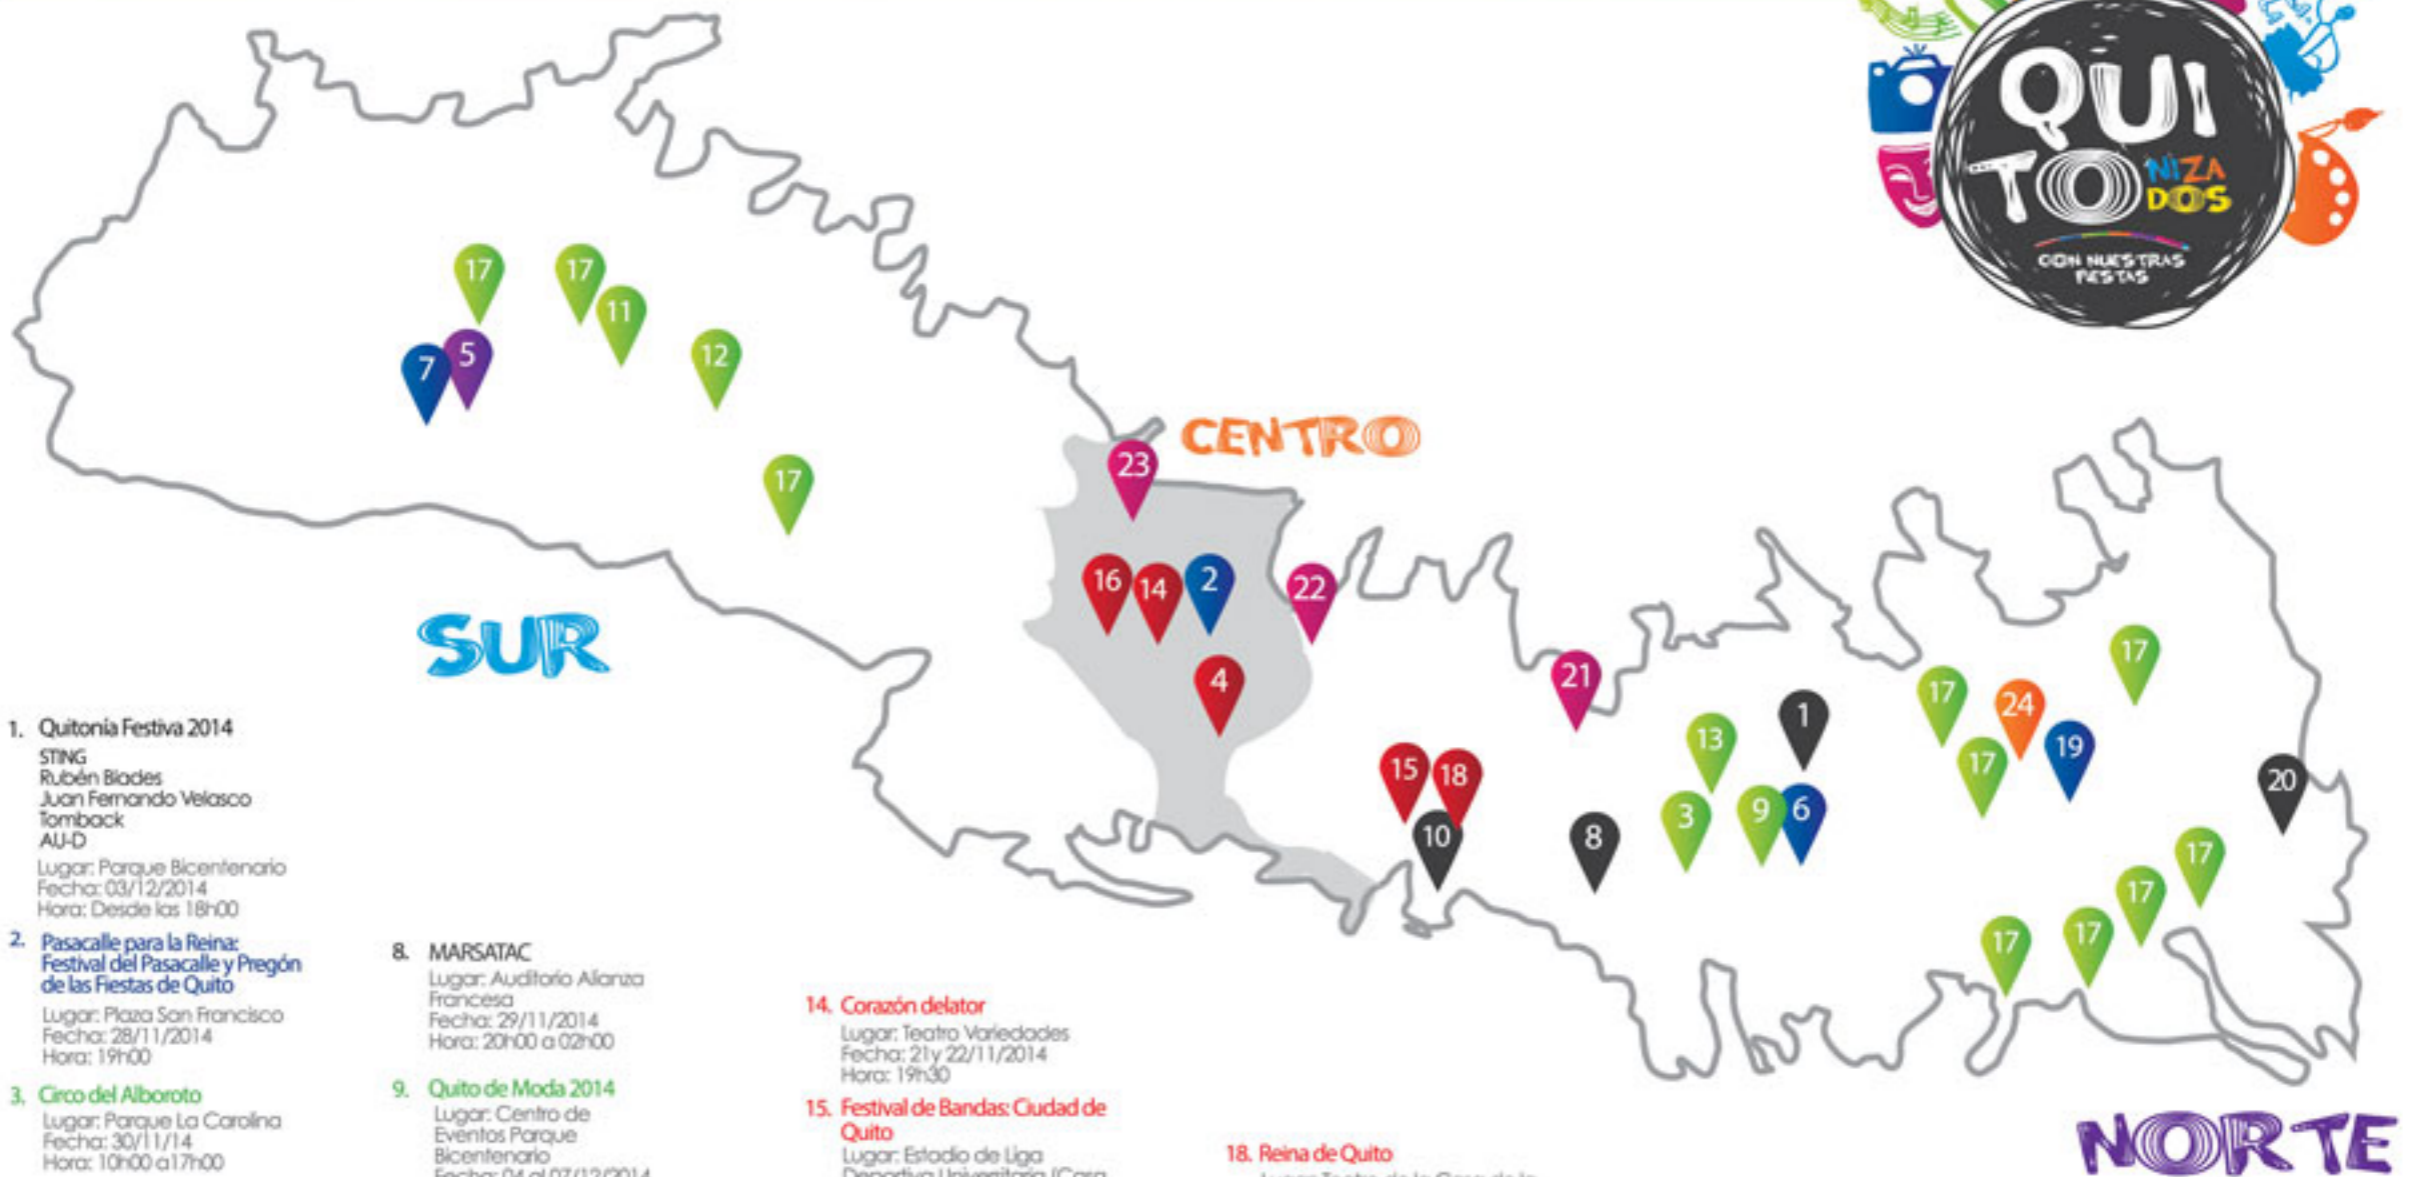 QUI
TO NIZA
DOS
CON NUESTRAS
FIESTAS
17
17
11
12
7
5
17
CENTRO
23
16
14
2
22
4
SUR
21
17
17
24
1
13
19
17
15
18
20
3
9
6
10
8
17
17
17
17
NORTE
1. Quitonía Festiva 2014
STING
Rubén Blades
Juan Fernando Velasco
Tomback
AU-D
Lugar: Parque Bicentenario
Fecha: 03/12/2014
Hora: Desde las 18h00
2. Pasacalle para la Reina:
Festival del Pasacalle y Pregón
de las Fiestas de Quito
Lugar: Plaza San Francisco
Fecha: 28/11/2014
Hora: 19h00
3. Circo del Alboroto
Lugar: Parque La Carolina
Fecha: 30/11/14
Hora: 10h00 a 17h00
8. MARSATAC
Lugar: Auditorio Alianza
Francesa
Fecha: 29/11/2014
Hora: 20h00 a 02h00
9. Quito de Moda 2014
Lugar: Centro de
Eventos Parque
Bicentenario
Fecha: 04 al 07/12/2014
14. Corazón delator
Lugar: Teatro Variedades
Fecha: 21 y 22/11/2014
Hora: 19h30
15. Festival de Bandas: Ciudad de
Quito
Lugar: Estadio de Liga
18. Reina de Quito